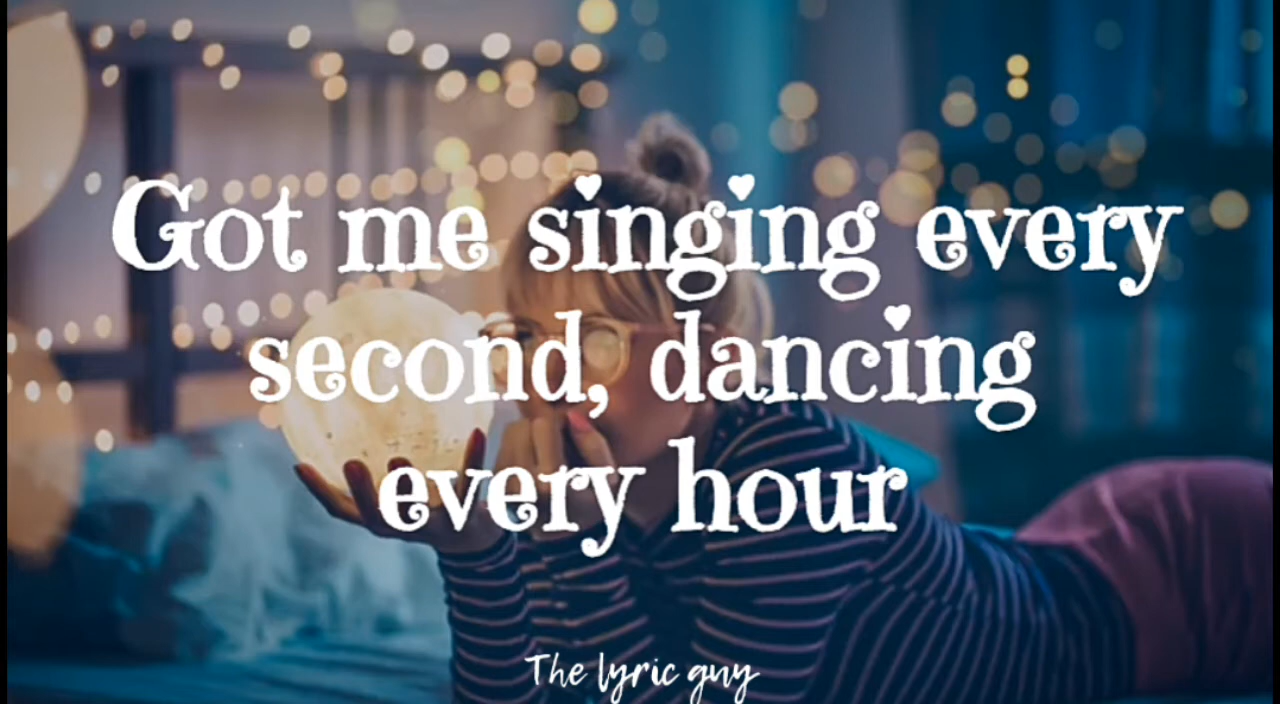 Got me singing every
second, dancing
every hour
The lyric guy